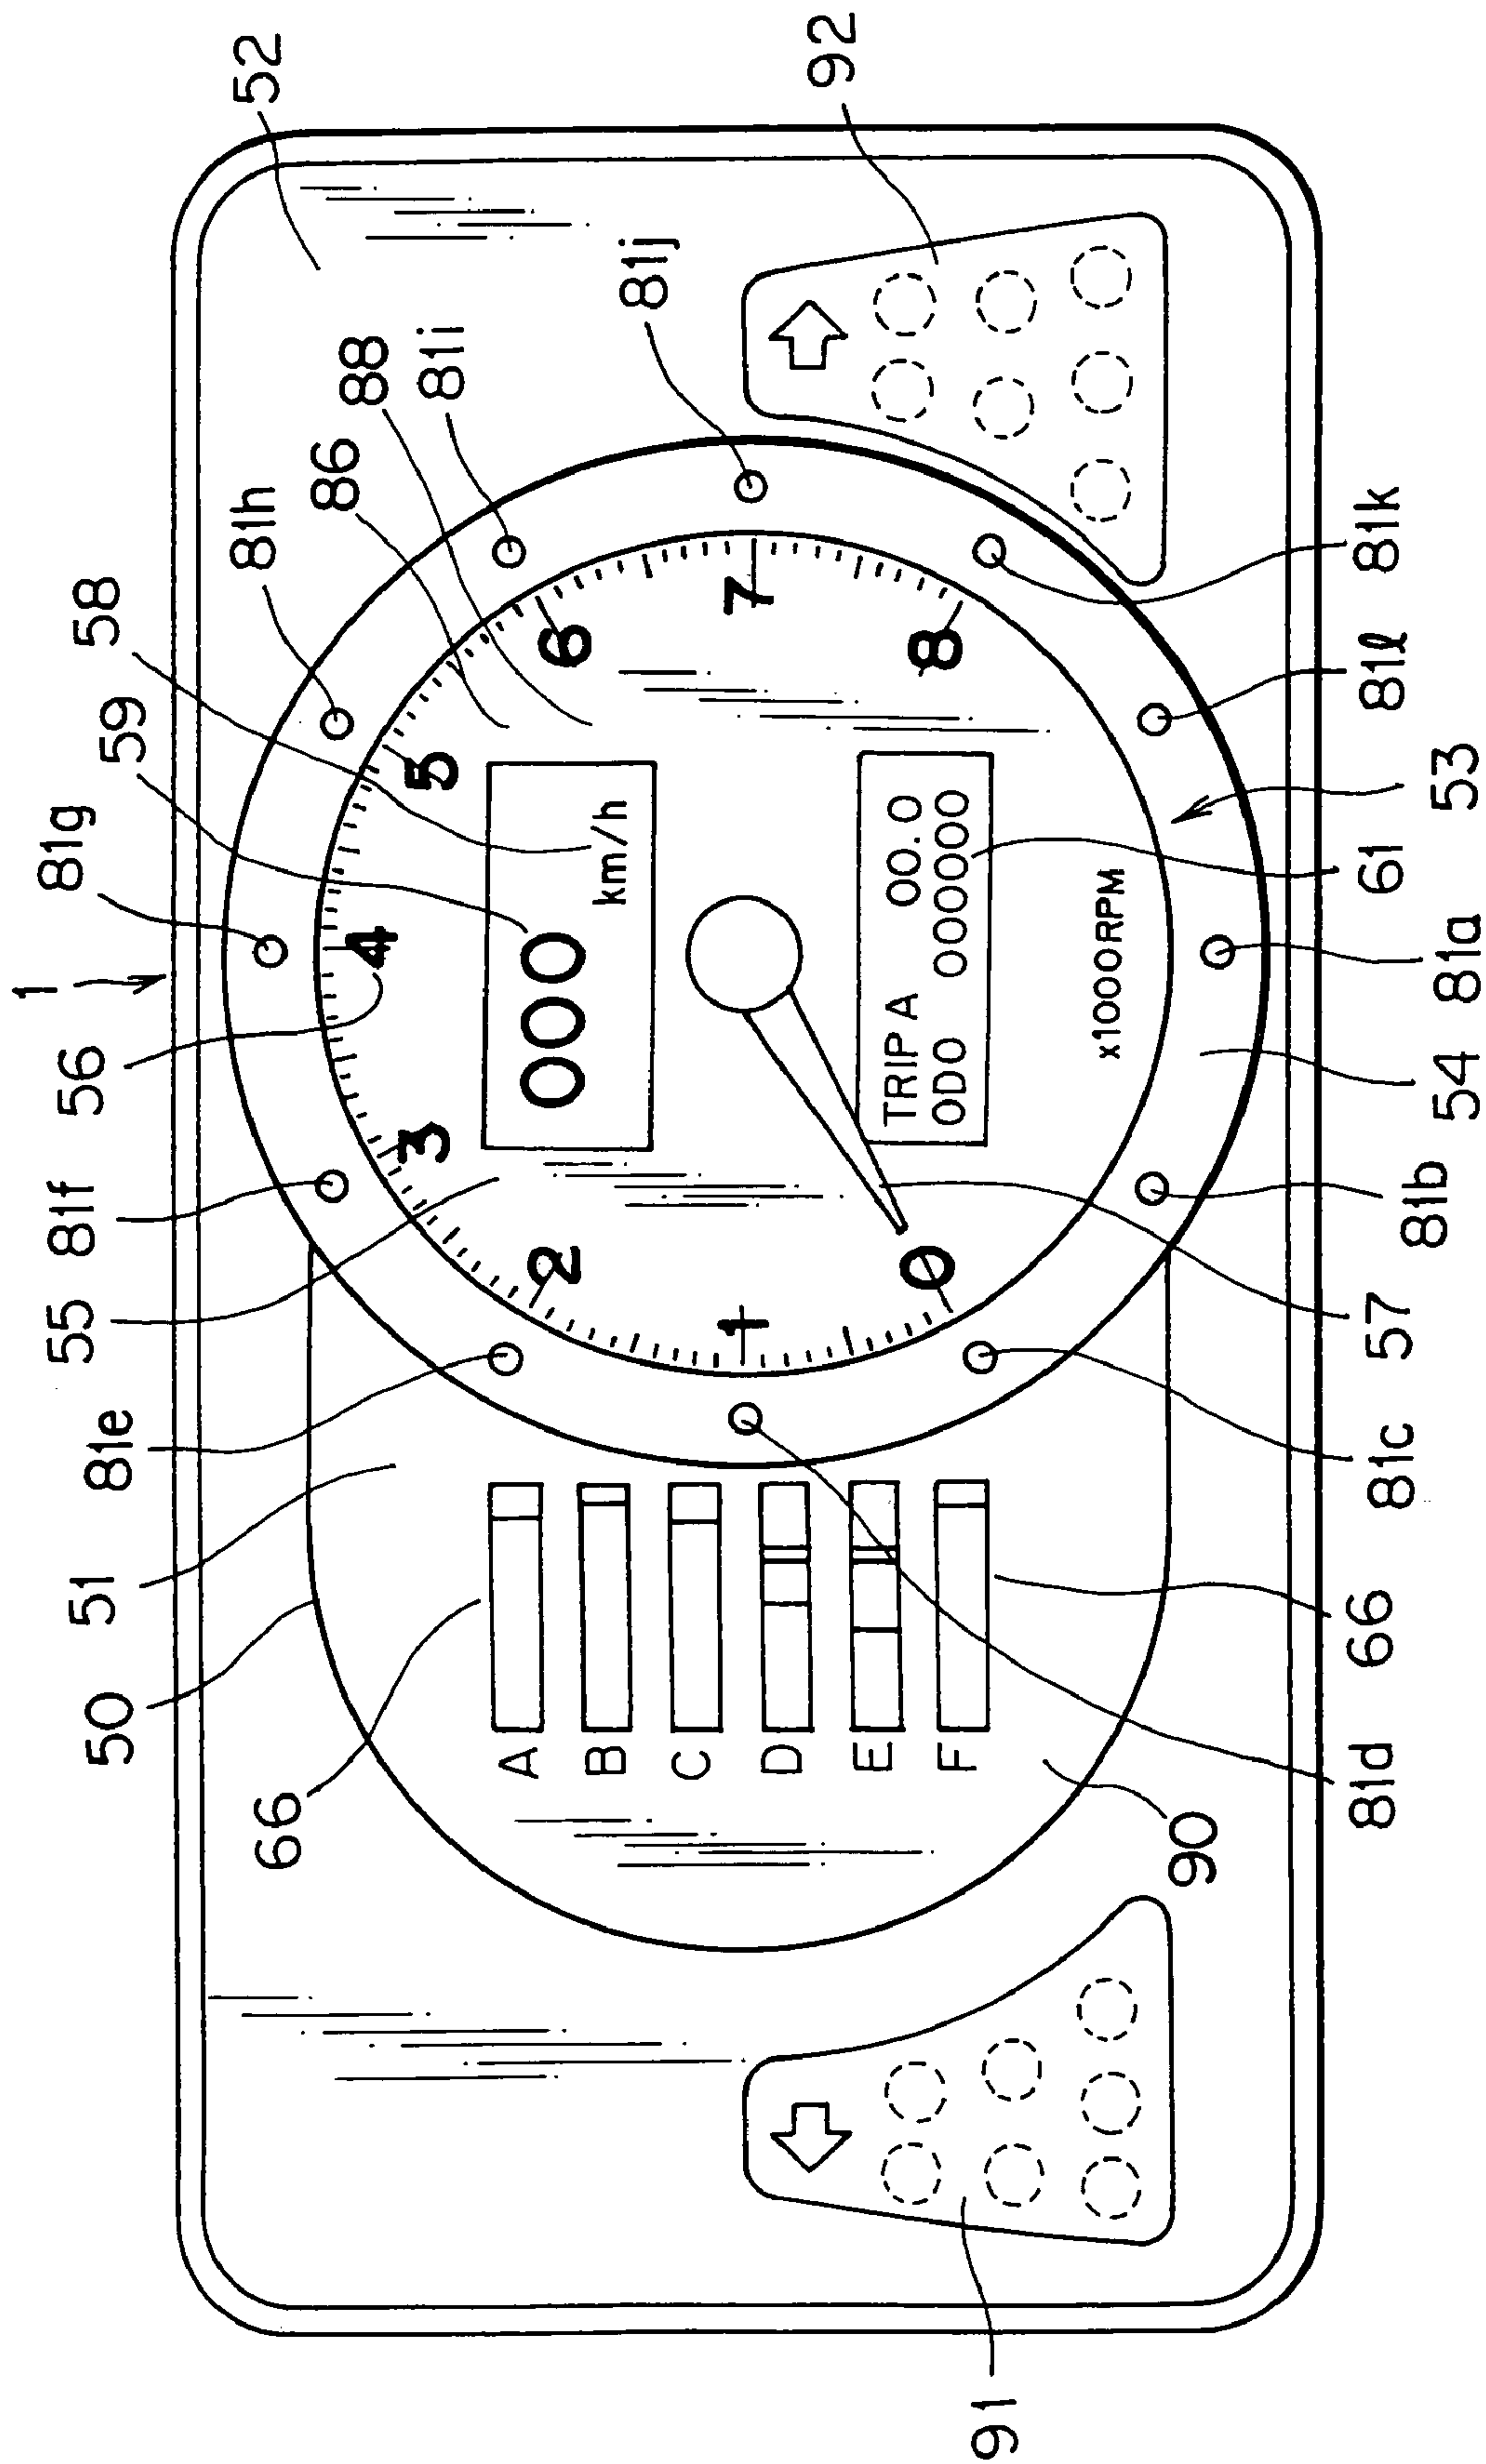 1
58
59
56
81g
81h
86
88
81i
81j
52
92
55
81f
81e
51
50
66
91
000
km/h
0
1
2
3
4
5
6
7
8
TRIP A 00.0
ODO 000000
x1000RPM
A
B
C
D
E
F
90
81d
66
81c
57
81b
54
81a
61
53
81ℓ
81k